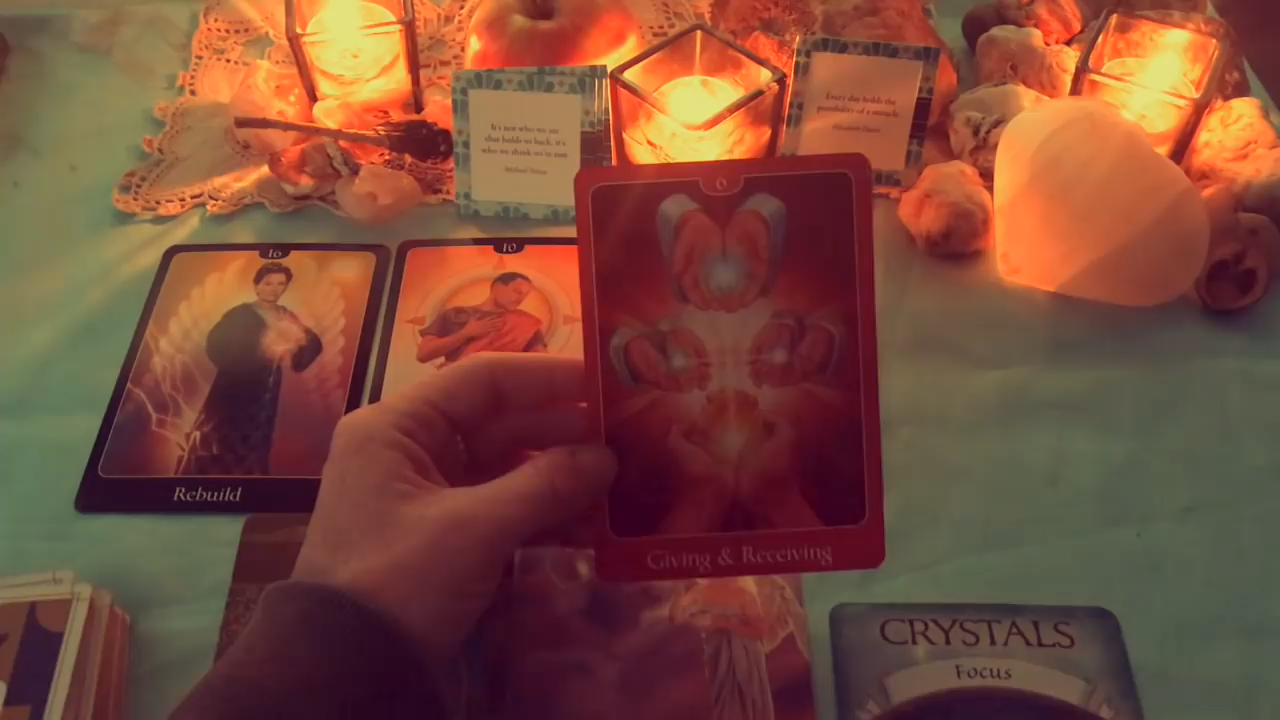 It's not who we are
that holds us back, it's
who we think we're not.
Every day holds the
possibility of a miracle.
16
10
6
Rebuild
Giving & Receiving
CRYSTALS
Focus